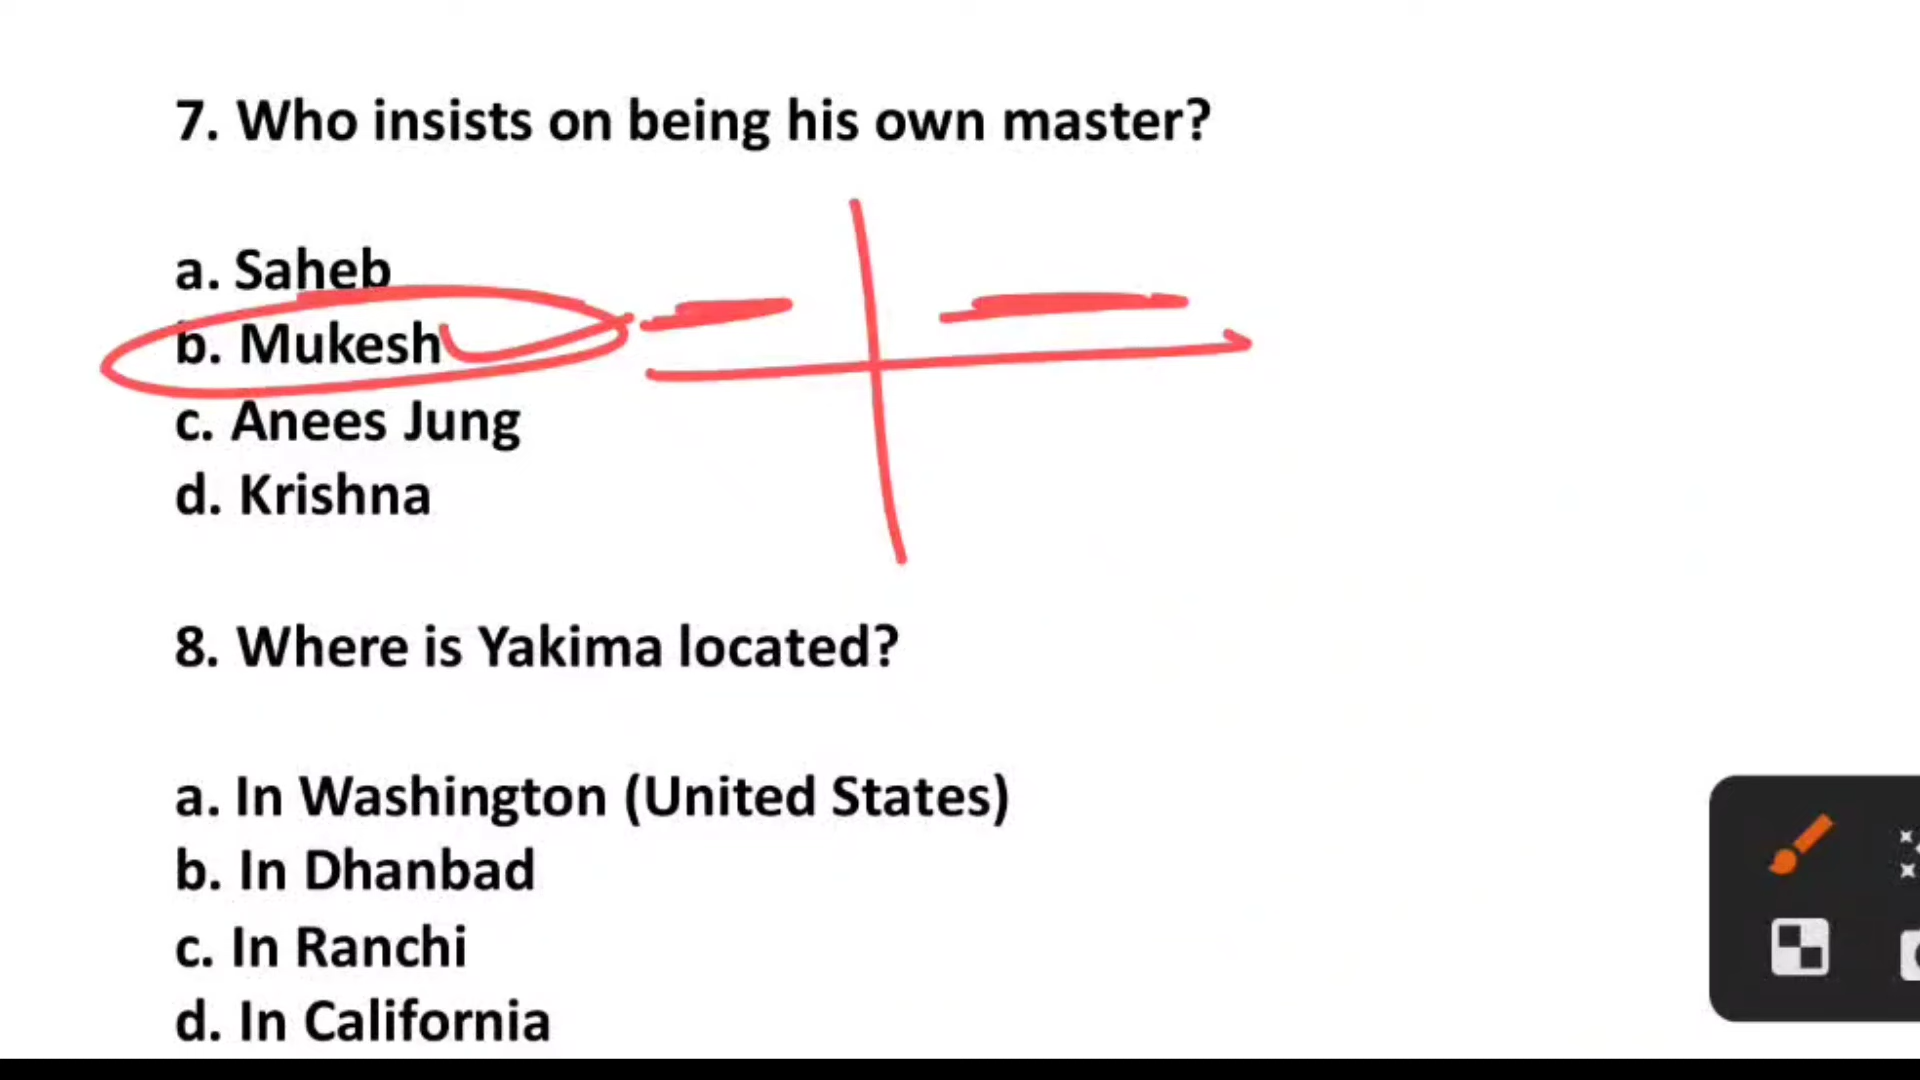 7. Who insists on being his own master?
a. Saheb
b. Mukesh
c. Anees Jung
d. Krishna
8. Where is Yakima located?
a. In Washington (United States)
b. In Dhanbad
c. In Ranchi
d. In California